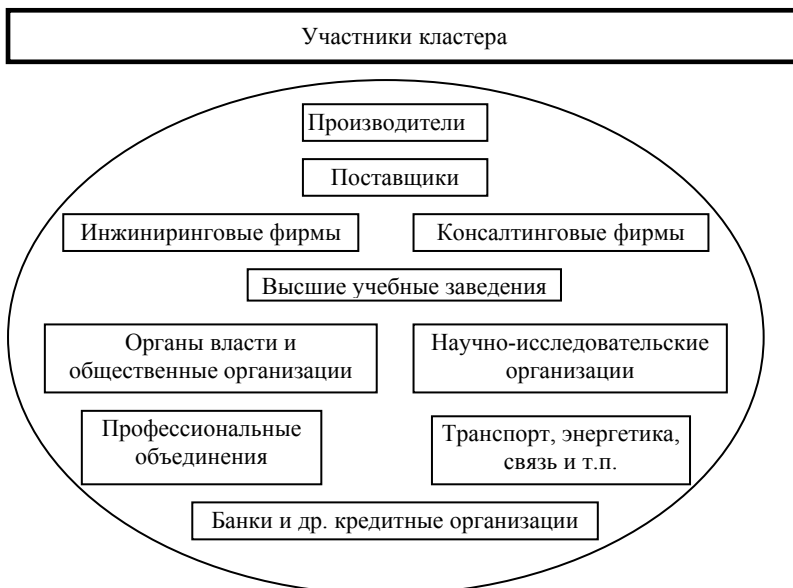 Участники кластера
Производители
Поставщики
Инжиниринговые фирмы
Консалтинговые фирмы
Высшие учебные заведения
Органы власти и
общественные организации
Научно-исследовательские
организации
Профессиональные
объединения
Транспорт, энергетика,
связь и т.п.
Банки и др. кредитные организации